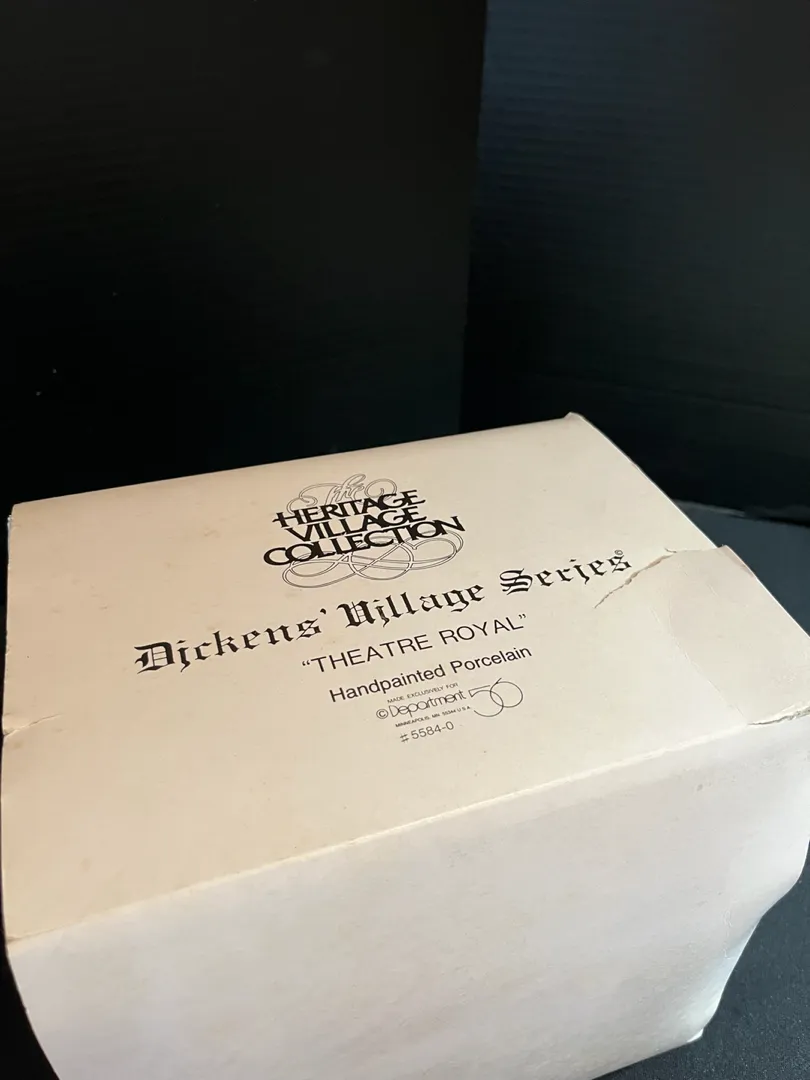 The
HERITAGE
VILLAGE
COLLECTION
Dickens' Village Series©
"THEATRE ROYAL"
Handpainted Porcelain
MADE EXCLUSIVELY FOR
©Department 56
MINNEAPOLIS, MN 55344 U.S.A.
#5584-0